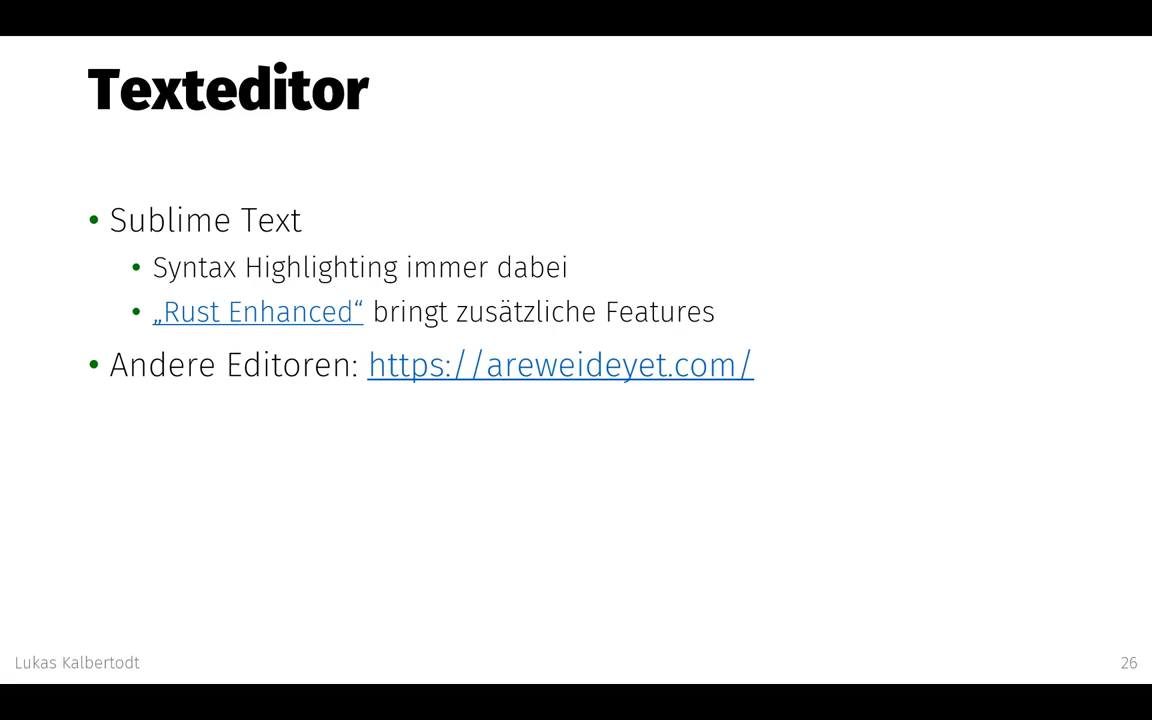 Texteditor
• Sublime Text
• Syntax Highlighting immer dabei
• „Rust Enhanced“ bringt zusätzliche Features
• Andere Editoren: https://areweideyet.com/
Lukas Kalbertodt
26